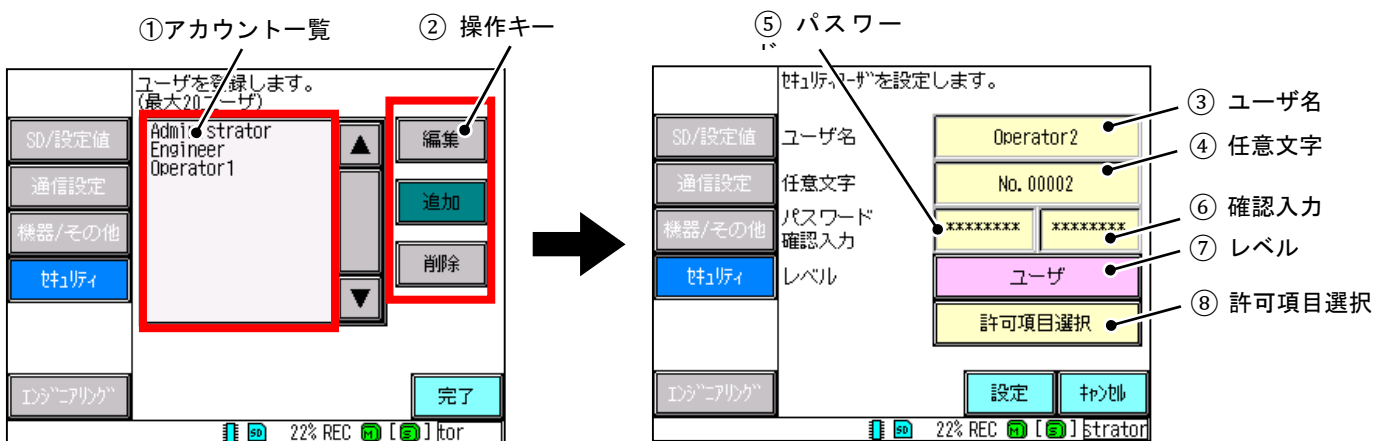 ①アカウント一覧
② 操作キー
ユーザを登録します。
(最大20ユーザ)
SD/設定値
通信設定
機器/その他
ｾｷｭﾘﾃｨ
ｴﾝｼﾞﾆｱﾘﾝｸﾞ
Administrator
Engineer
Operator1
▲
▼
編集
追加
削除
完了
SD 22% REC M [S] tor
⑤ パスワー
ド
ｾｷｭﾘﾃｨﾕｰｻﾞを設定します。
SD/設定値
通信設定
機器/その他
ｾｷｭﾘﾃｨ
ｴﾝｼﾞﾆｱﾘﾝｸﾞ
ユーザ名
Operator2
任意文字
No.00002
パスワード
確認入力
******** ********
レベル
ユーザ
許可項目選択
設定
ｷｬﾝｾﾙ
SD 22% REC M [S] strator
③ ユーザ名
④ 任意文字
⑥ 確認入力
⑦ レベル
⑧ 許可項目選択